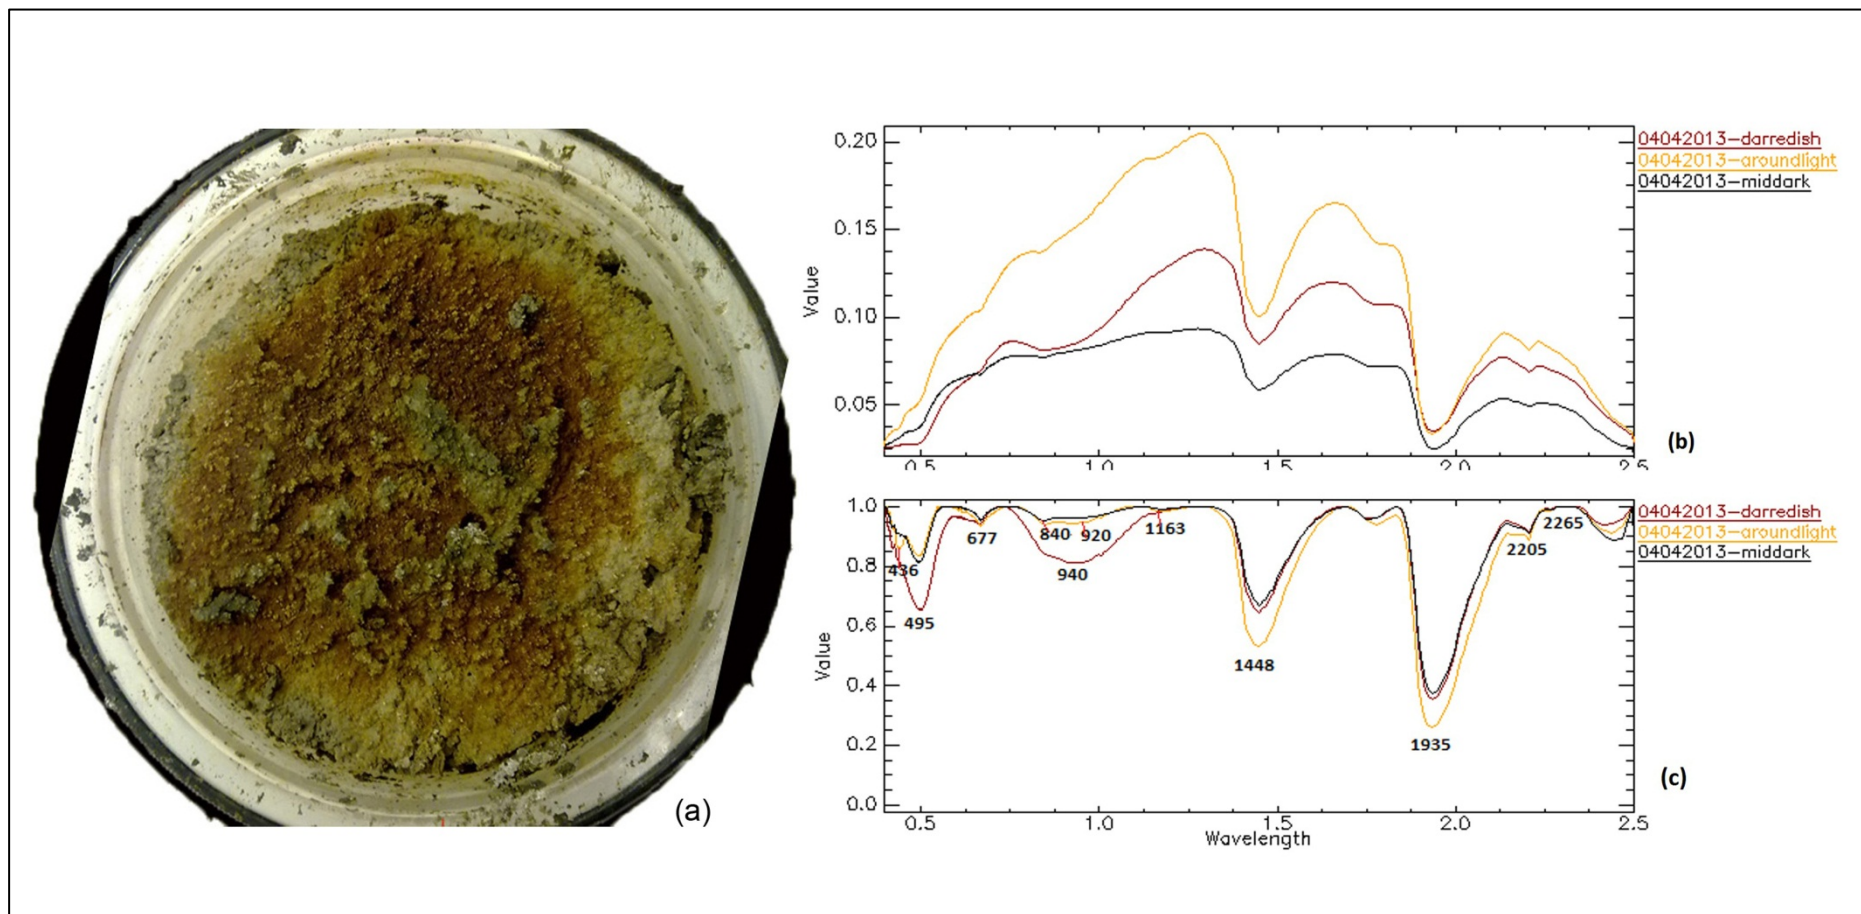 (a)
0.20
0.15
0.10
0.05
Value
0.5
1.0
1.5
2.0
2.5
04042013-darredish
04042013-aroundlight
04042013-middark
(b)
1.0
0.8
0.6
0.4
0.2
0.0
Value
436
495
677
840
920
940
1163
1448
1935
2205
2265
0.5
1.0
1.5
2.0
2.5
Wavelength
04042013-darredish
04042013-aroundlight
04042013-middark
(c)